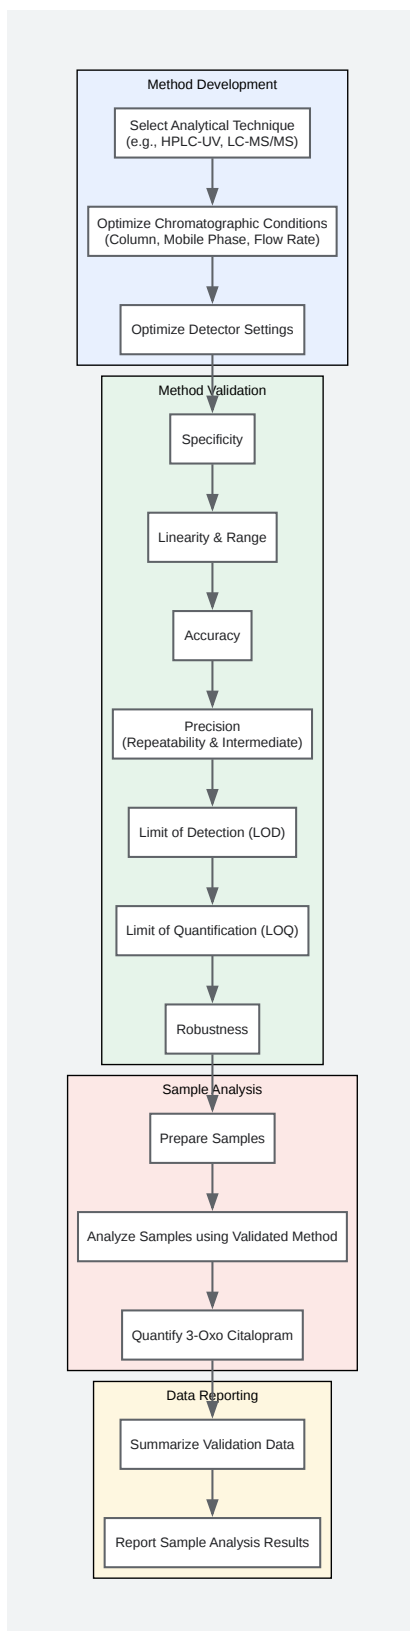 Method Development
Select Analytical Technique
(e.g., HPLC-UV, LC-MS/MS)
Optimize Chromatographic Conditions
(Column, Mobile Phase, Flow Rate)
Optimize Detector Settings
Method Validation
Specificity
Linearity & Range
Accuracy
Precision
(Repeatability & Intermediate)
Limit of Detection (LOD)
Limit of Quantification (LOQ)
Robustness
Sample Analysis
Prepare Samples
Analyze Samples using Validated Method
Quantify 3-Oxo Citalopram
Data Reporting
Summarize Validation Data
Report Sample Analysis Results